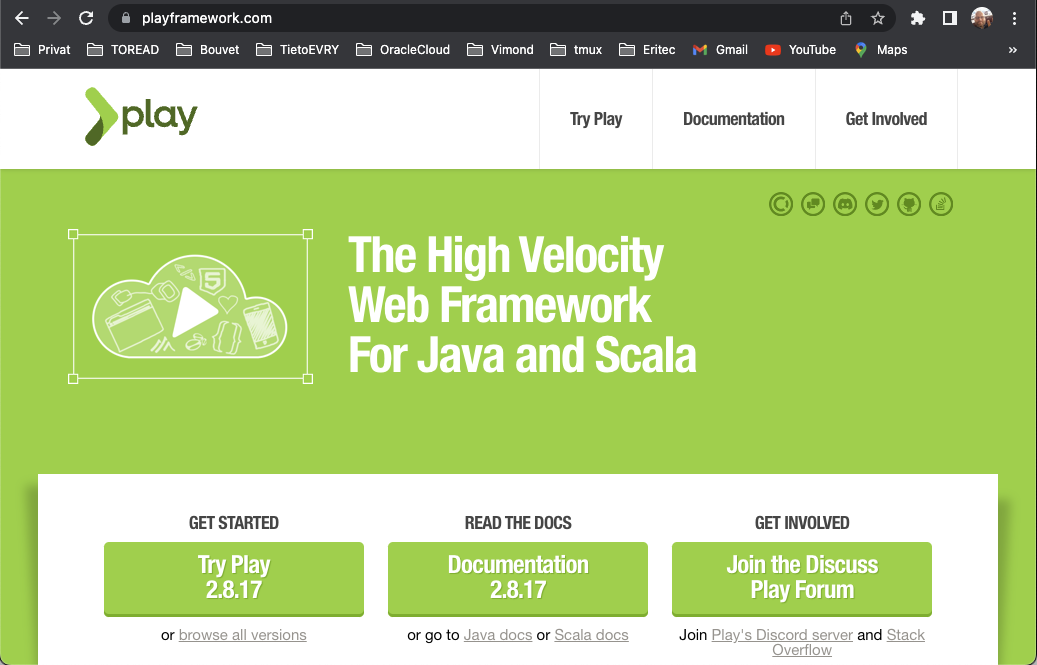 playframework.com
Privat TOREAD Bouvet TietoEVRY OracleCloud Vimond tmux Eritec Gmail YouTube Maps »
play
Try Play Documentation Get Involved
5
The High Velocity
Web Framework
For Java and Scala
GET STARTED
Try Play
2.8.17
or browse all versions
READ THE DOCS
Documentation
2.8.17
or go to Java docs or Scala docs
GET INVOLVED
Join the Discuss
Play Forum
Join Play's Discord server and Stack
Overflow